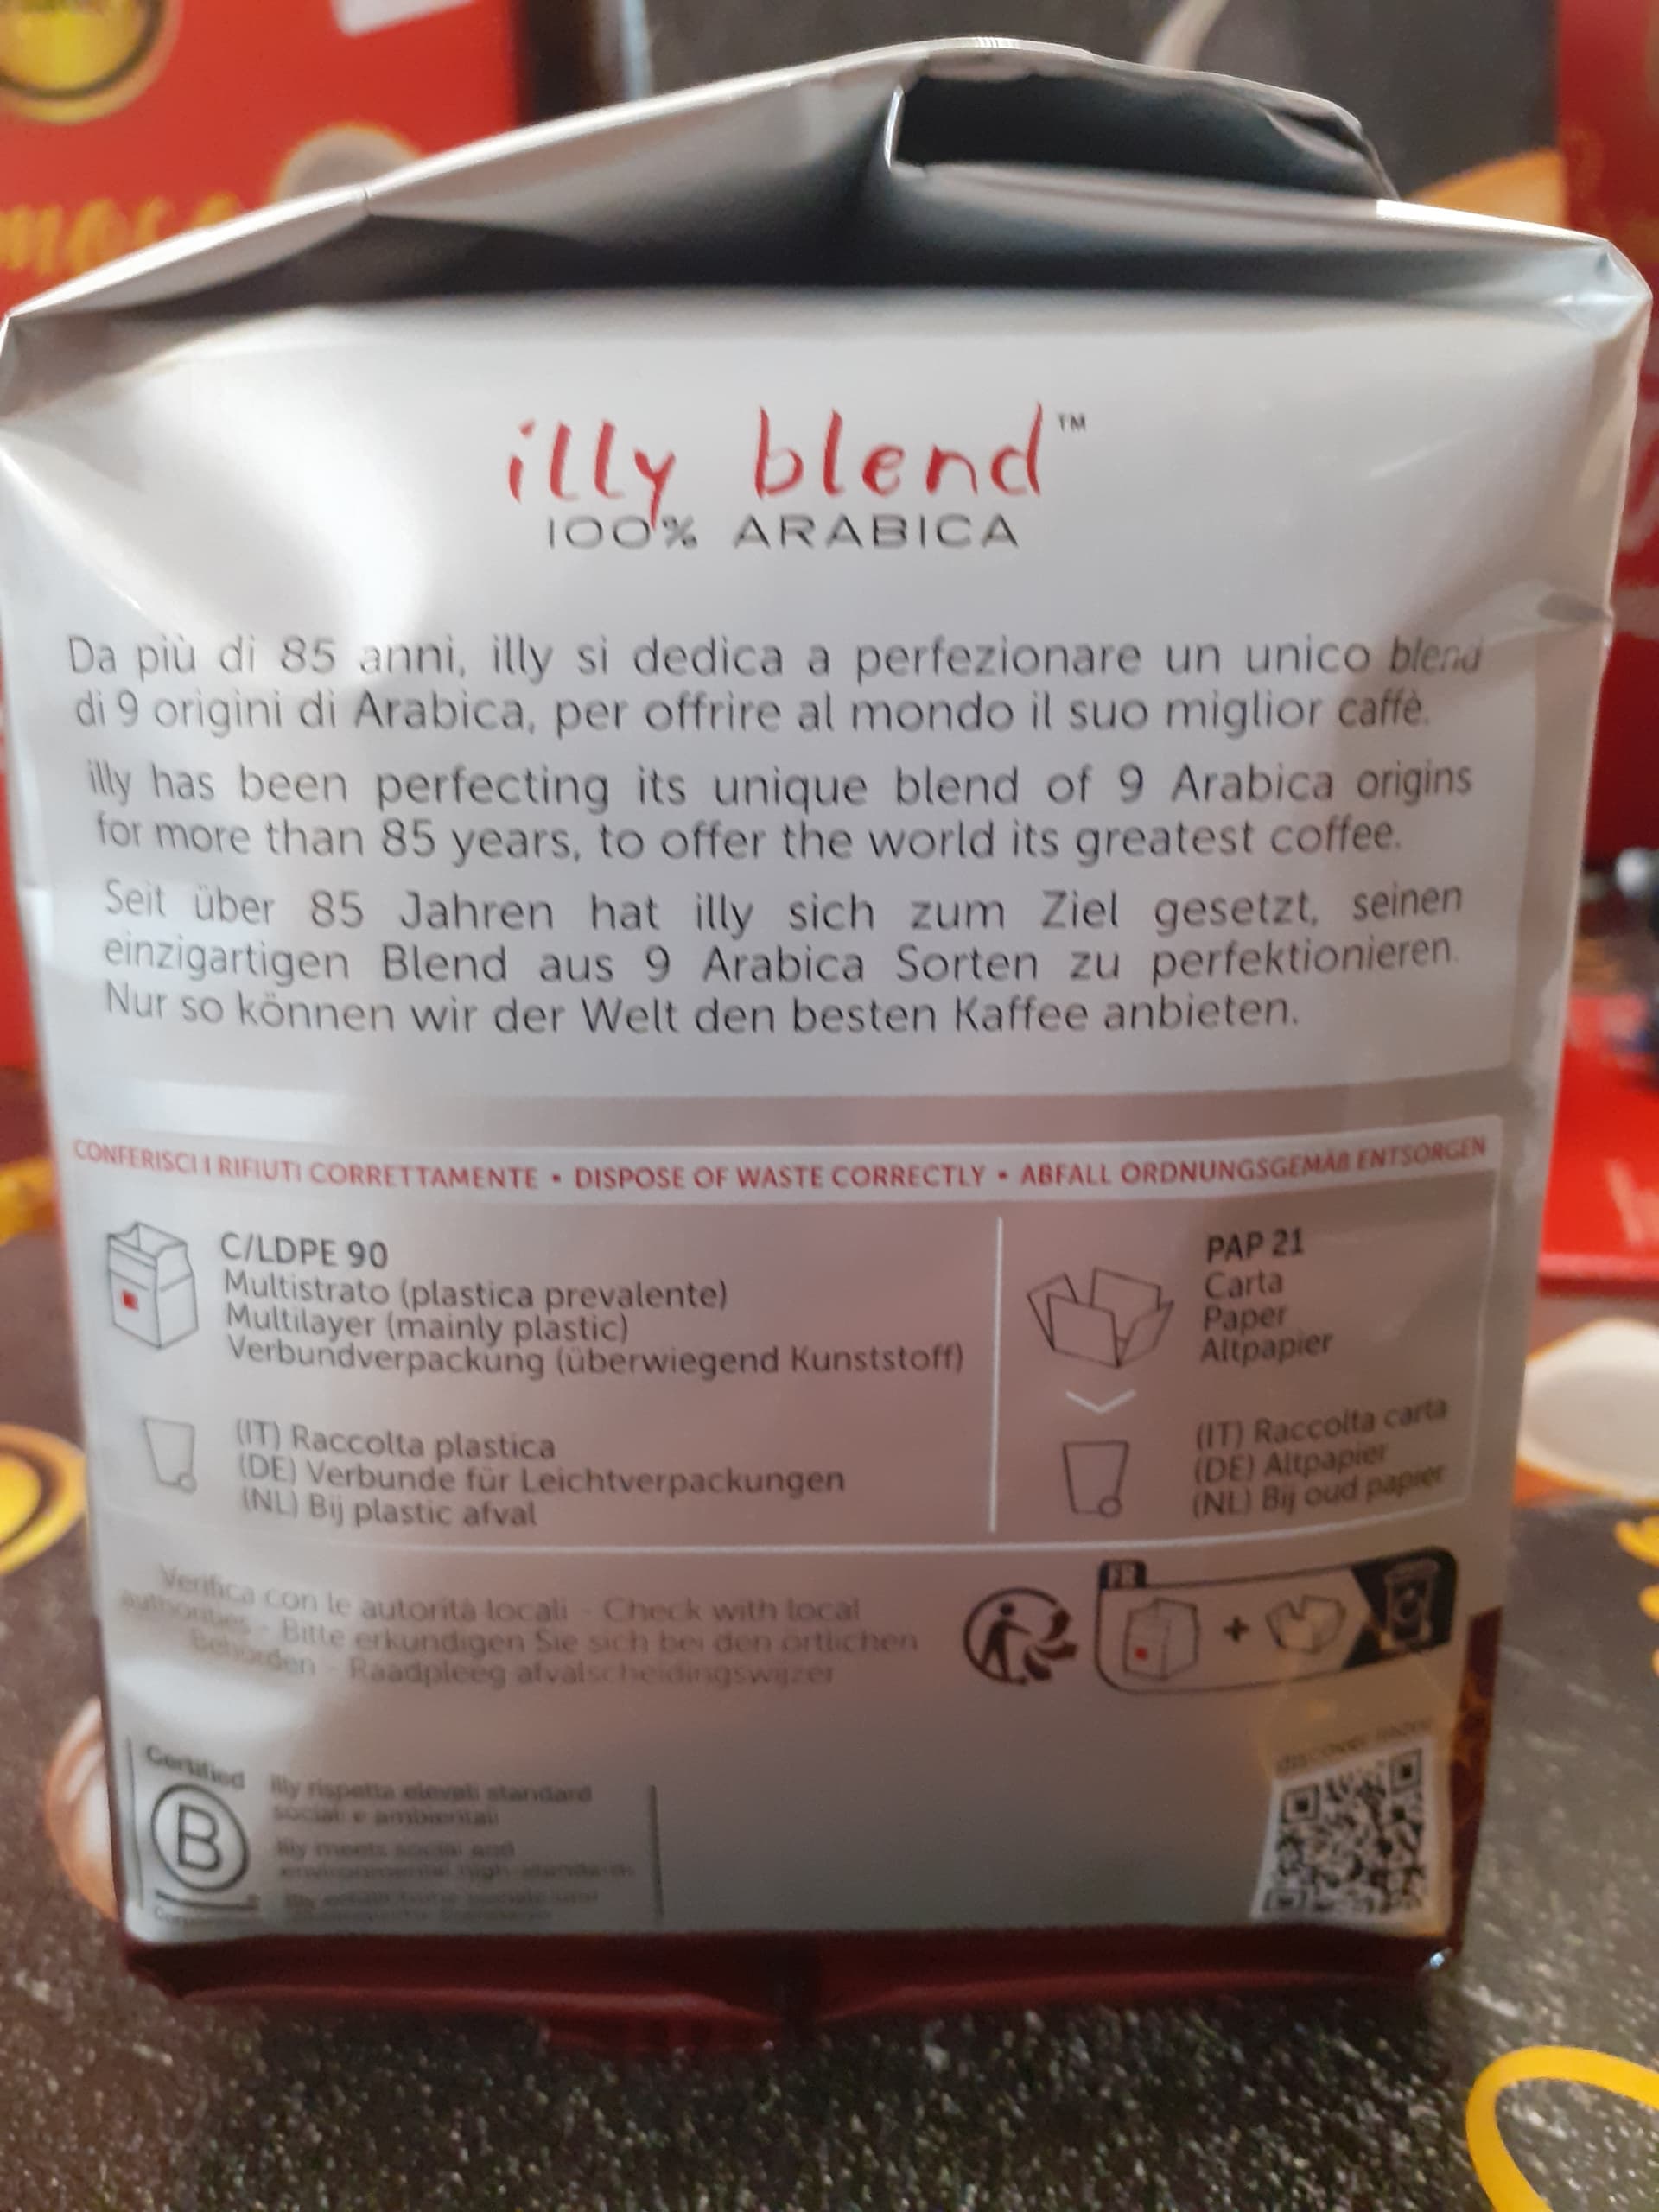 illy blend™
100% ARABICA
Da più di 85 anni, illy si dedica a perfezionare un unico blend
di 9 origini di Arabica, per offrire al mondo il suo miglior caffè.
illy has been perfecting its unique blend of 9 Arabica origins
for more than 85 years, to offer the world its greatest coffee.
Seit über 85 Jahren hat illy sich zum Ziel gesetzt, seinen
einzigartigen Blend aus 9 Arabica Sorten zu perfektionieren.
Nur so können wir der Welt den besten Kaffee anbieten.
CONFERISCI I RIFIUTI CORRETTAMENTE • DISPOSE OF WASTE CORRECTLY • ABFALL ORDNUNGSGEMÄß ENTSORGEN
C/LDPE 90
Multistrato (plastica prevalente)
Multilayer (mainly plastic)
Verbundverpackung (überwiegend Kunststoff)
(IT) Raccolta plastica
(DE) Verbunde für Leichtverpackungen
(NL) Bij plastic afval
PAP 21
Carta
Paper
Altpapier
(IT) Raccolta carta
(DE) Altpapier
(NL) Bij oud papier
Verifica con le autorità locali - Check with local
authorities - Bitte erkundigen Sie sich bei den örtlichen
Behörden - Raadpleeg afvalscheidingswijzer
FR
+
Certified
B
illy rispetta elevati standard
sociali e ambientali
illy meets social and
environmental high standards